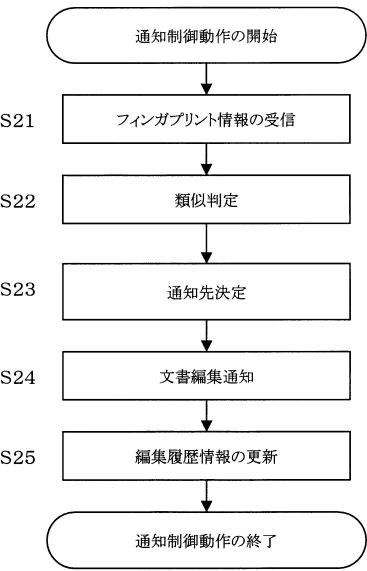 通知制御動作の開始
S21
フィンガプリント情報の受信
S22
類似判定
S23
通知先決定
S24
文書編集通知
S25
編集履歴情報の更新
通知制御動作の終了